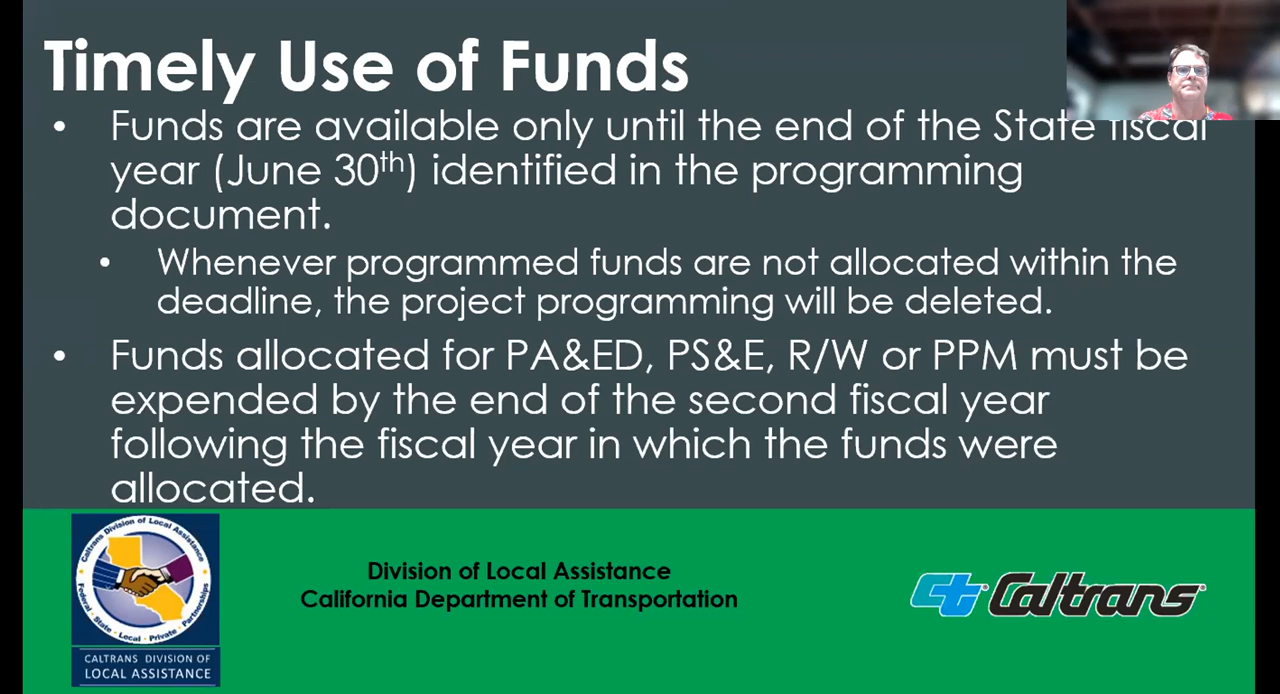 Timely Use of Funds
• Funds are available only until the end of the State fiscal
year (June 30th) identified in the programming
document.
• Whenever programmed funds are not allocated within the
deadline, the project programming will be deleted.
• Funds allocated for PA&ED, PS&E, R/W or PPM must be
expended by the end of the second fiscal year
following the fiscal year in which the funds were
allocated.
Caltrans Division of Local Assistance
Federal · State · Local · Private · Partnerships
CALTRANS DIVISION OF
LOCAL ASSISTANCE
Division of Local Assistance
California Department of Transportation
ct Caltrans